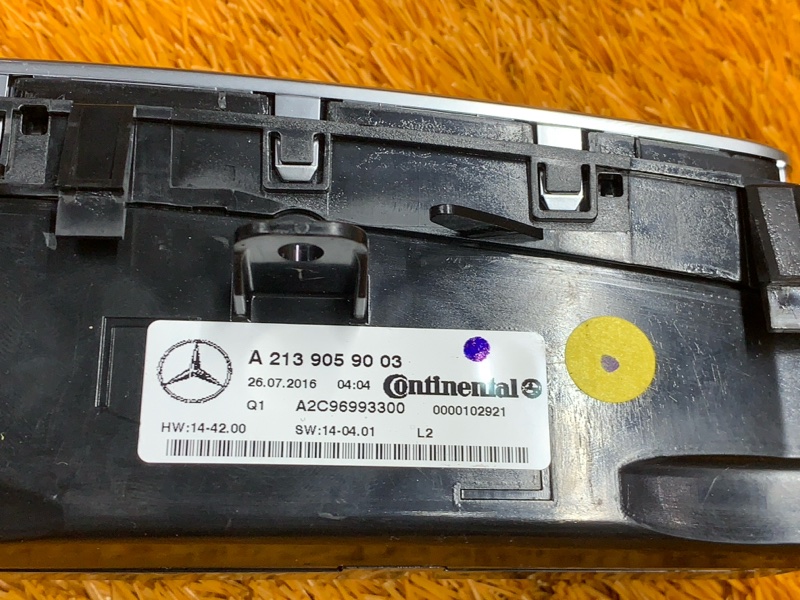 A 213 905 90 03
26.07.2016 04:04 Continental
Q1 A2C96993300 0000102921
HW:14-42.00 SW:14-04.01 L2